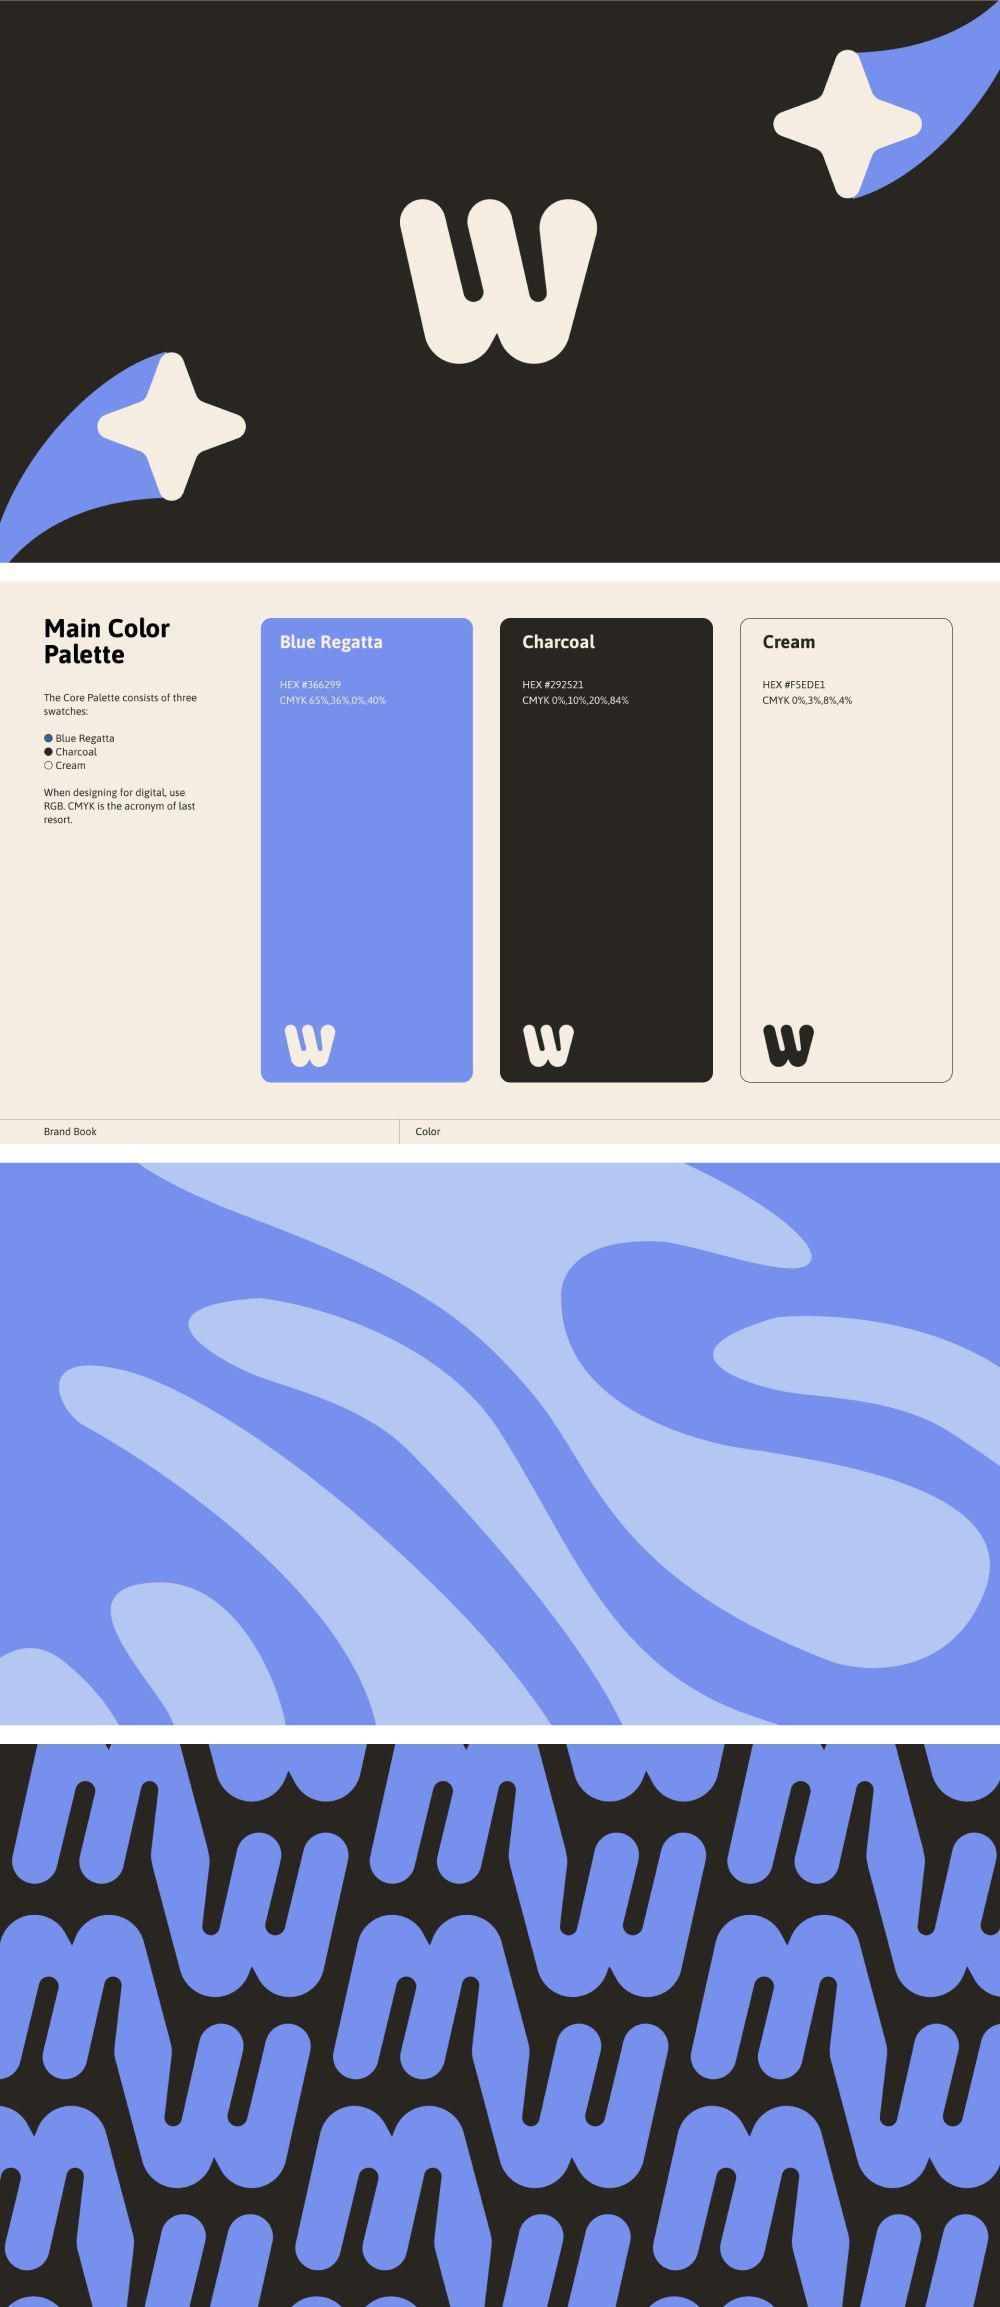 W
Main Color
Palette
The Core Palette consists of three
swatches:
Blue Regatta
Charcoal
Cream
When designing for digital, use
RGB. CMYK is the acronym of last
resort.
Blue Regatta
HEX #366299
CMYK 65%,36%,0%,40%
W
Charcoal
HEX #292521
CMYK 0%,10%,20%,84%
W
Cream
HEX #F5EDE1
CMYK 0%,3%,8%,4%
W
Brand Book
Color